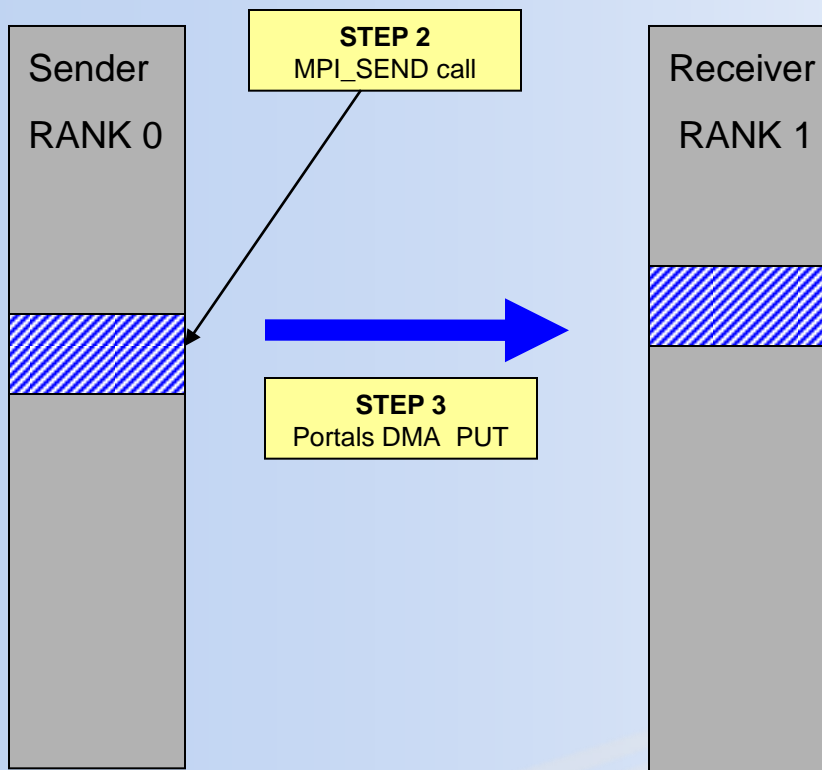 Sender
RANK 0
STEP 2
MPI_SEND call
STEP 3
Portals DMA PUT
Receiver
RANK 1